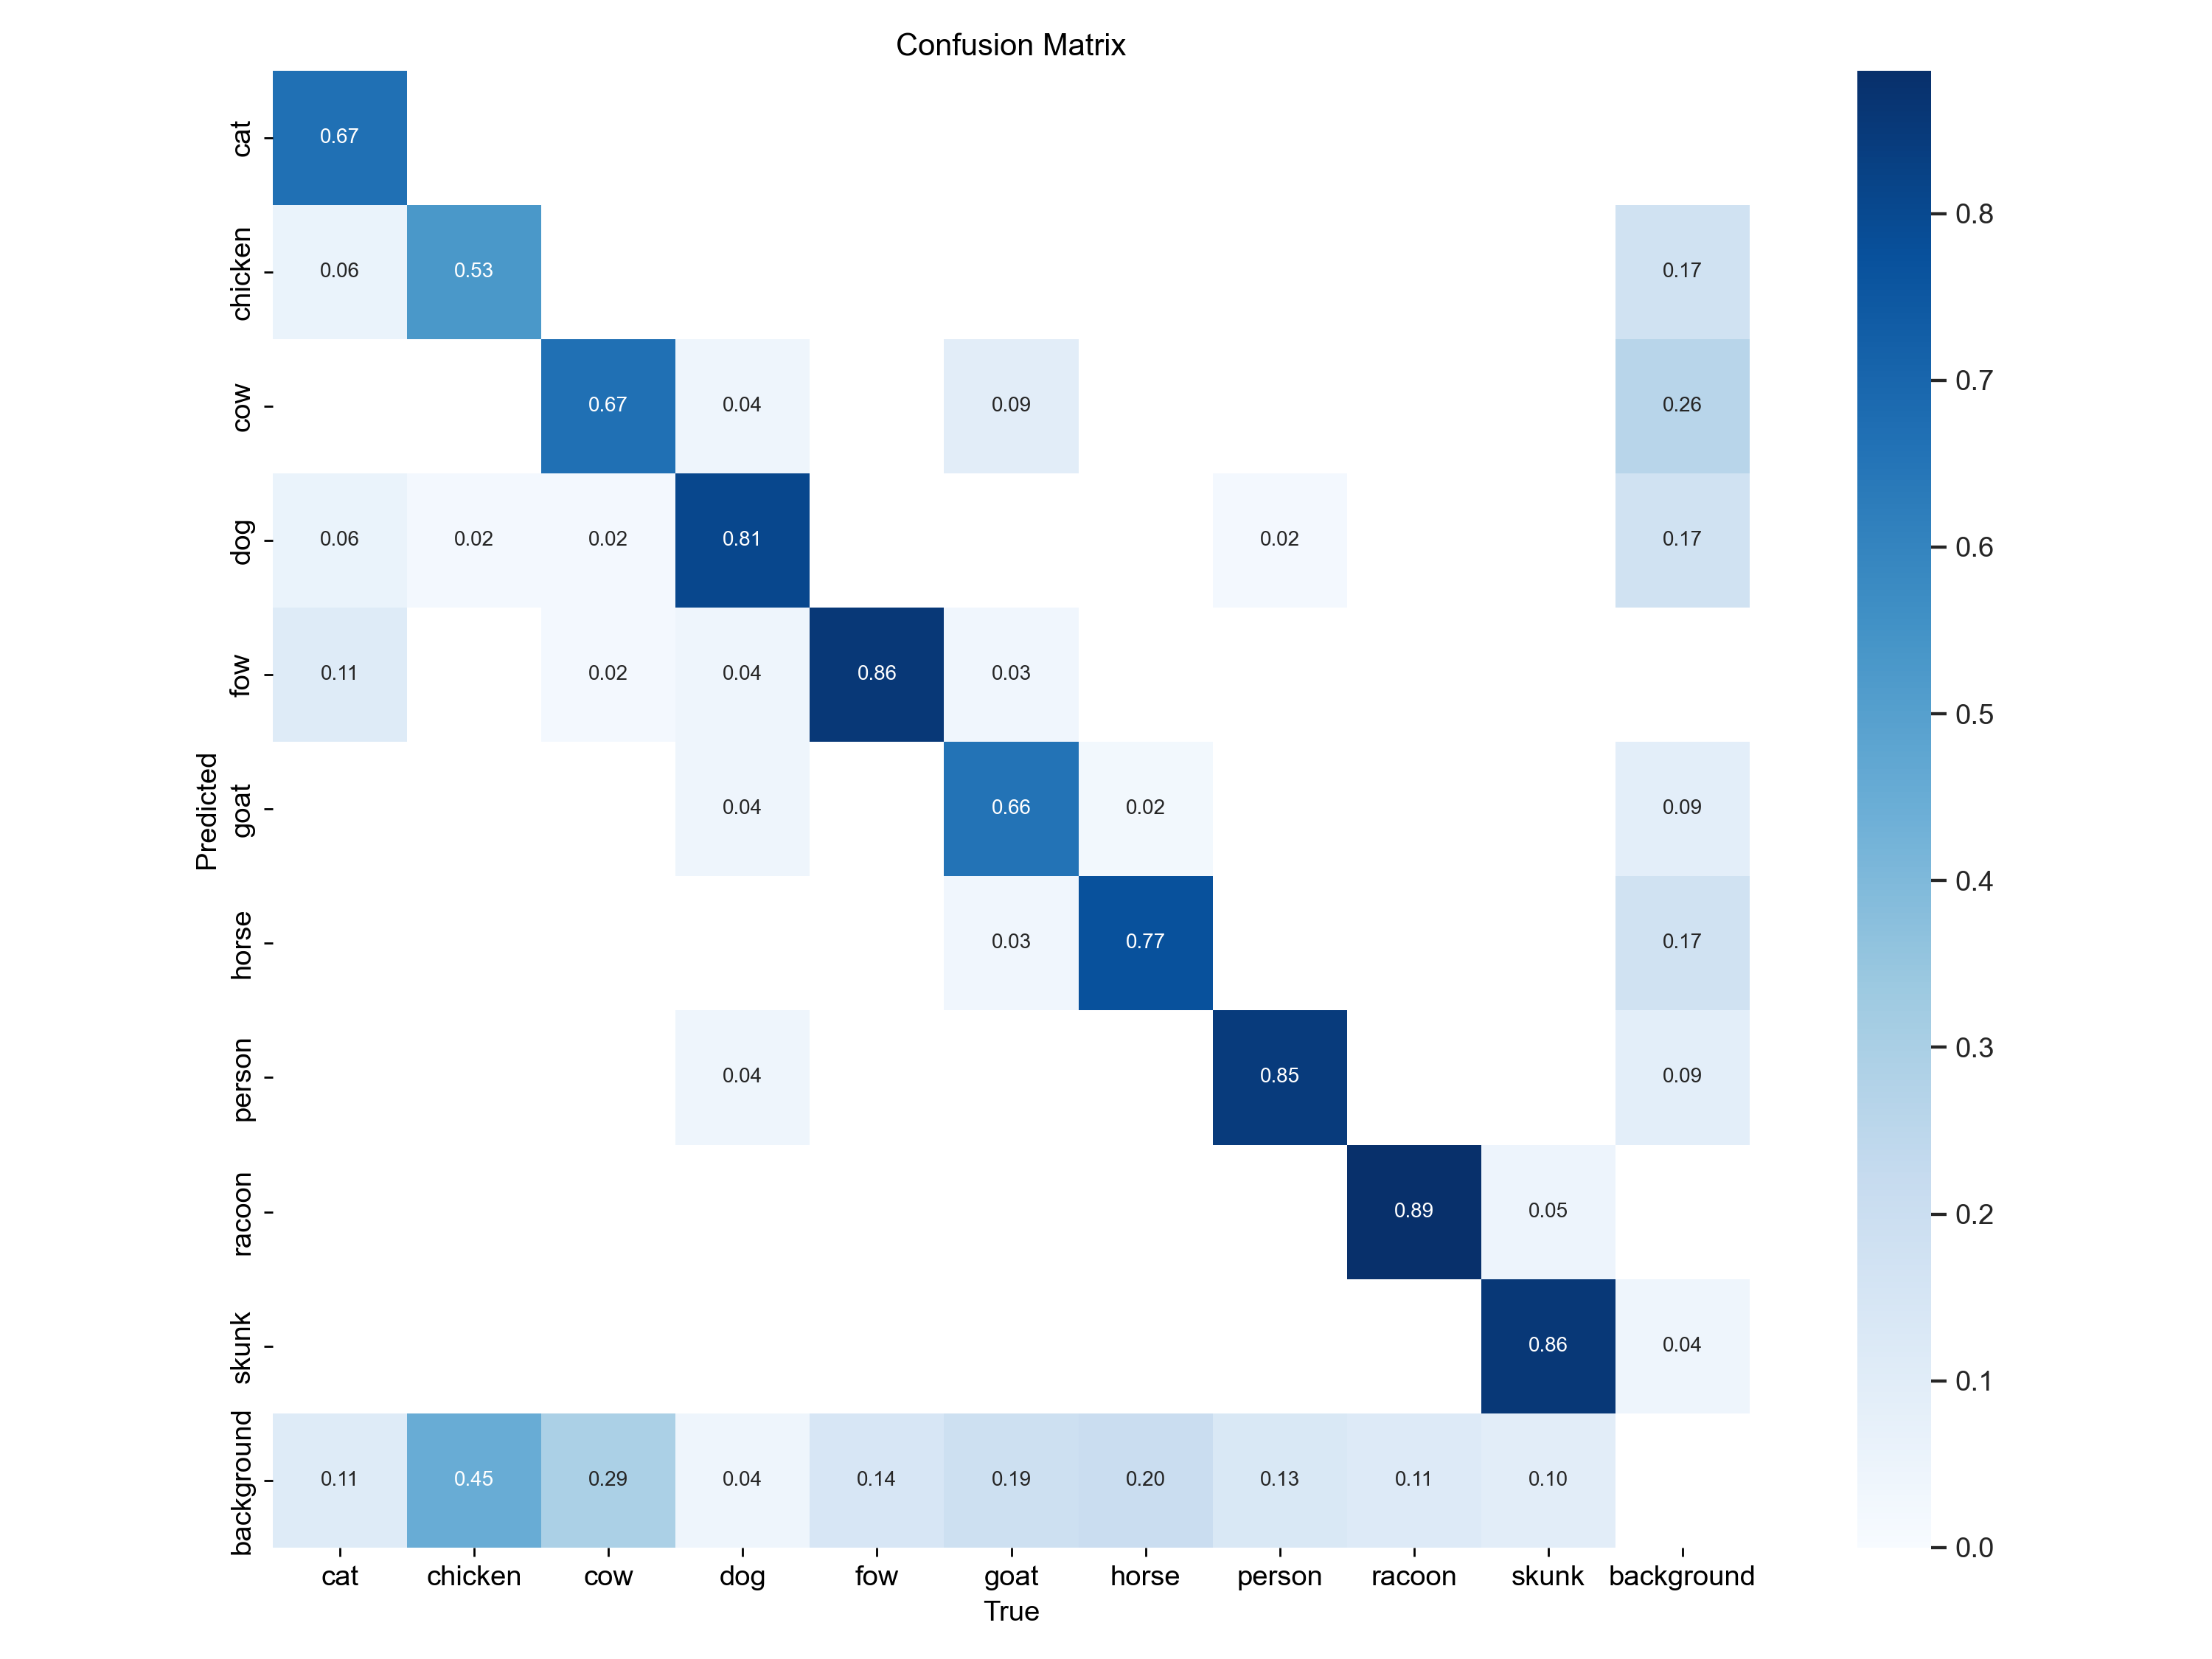 Confusion Matrix
Predicted
cat 0.67
chicken 0.06 0.53 0.17
cow 0.67 0.04 0.09 0.26
dog 0.06 0.02 0.02 0.81 0.02 0.17
fow 0.11 0.02 0.04 0.86 0.03
goat 0.04 0.66 0.02 0.09
horse 0.03 0.77 0.17
person 0.04 0.85 0.09
racoon 0.89 0.05
skunk 0.86 0.04
background 0.11 0.45 0.29 0.04 0.14 0.19 0.20 0.13 0.11 0.10
cat chicken cow dog fow goat horse person racoon skunk background
True
0.8
0.7
0.6
0.5
0.4
0.3
0.2
0.1
0.0